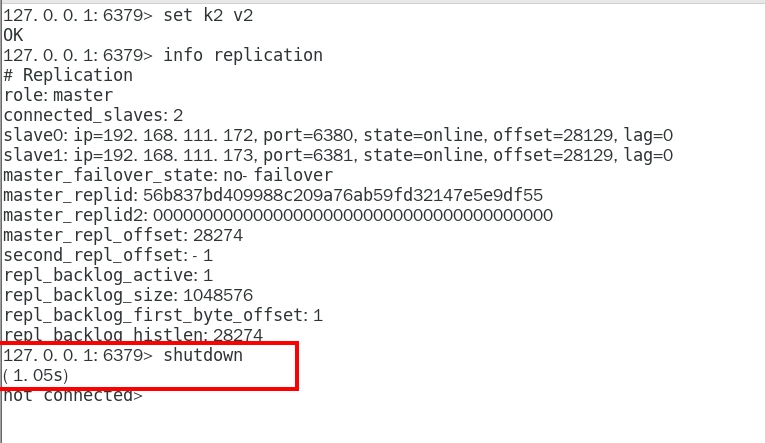 127.0.0.1:6379> set k2 v2
OK
127.0.0.1:6379> info replication
# Replication
role:master
connected_slaves:2
slave0:ip=192.168.111.172,port=6380,state=online,offset=28129,lag=0
slave1:ip=192.168.111.173,port=6381,state=online,offset=28129,lag=0
master_failover_state:no-failover
master_replid:56b837bd409988c209a76ab59fd32147e5e9df55
master_replid2:0000000000000000000000000000000000000000
master_repl_offset:28274
second_repl_offset:-1
repl_backlog_active:1
repl_backlog_size:1048576
repl_backlog_first_byte_offset:1
repl_backlog_histlen:28274
127.0.0.1:6379> shutdown
(1.05s)
not connected>